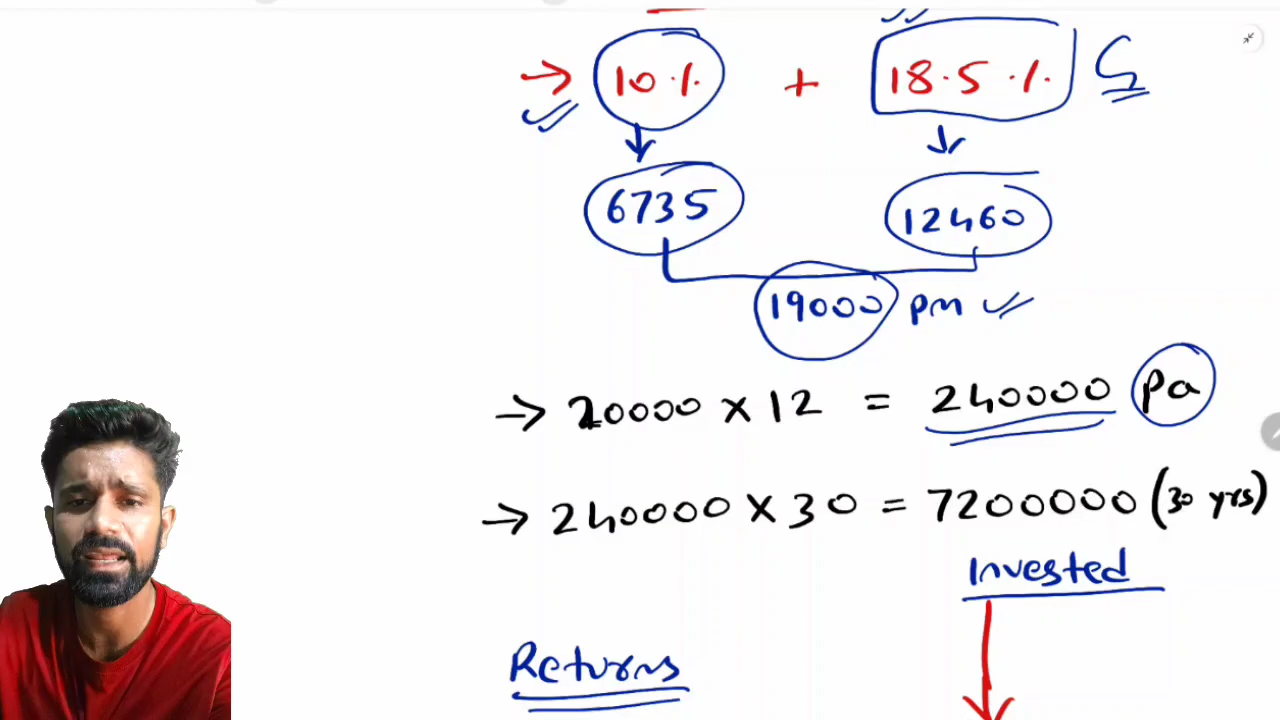 → 10 % + 18.5 % G
6735 12460
19000 pm
→ 20000 x 12 = 240000 pa
→ 240000 x 30 = 7200000 (30 yrs)
Invested
Returns